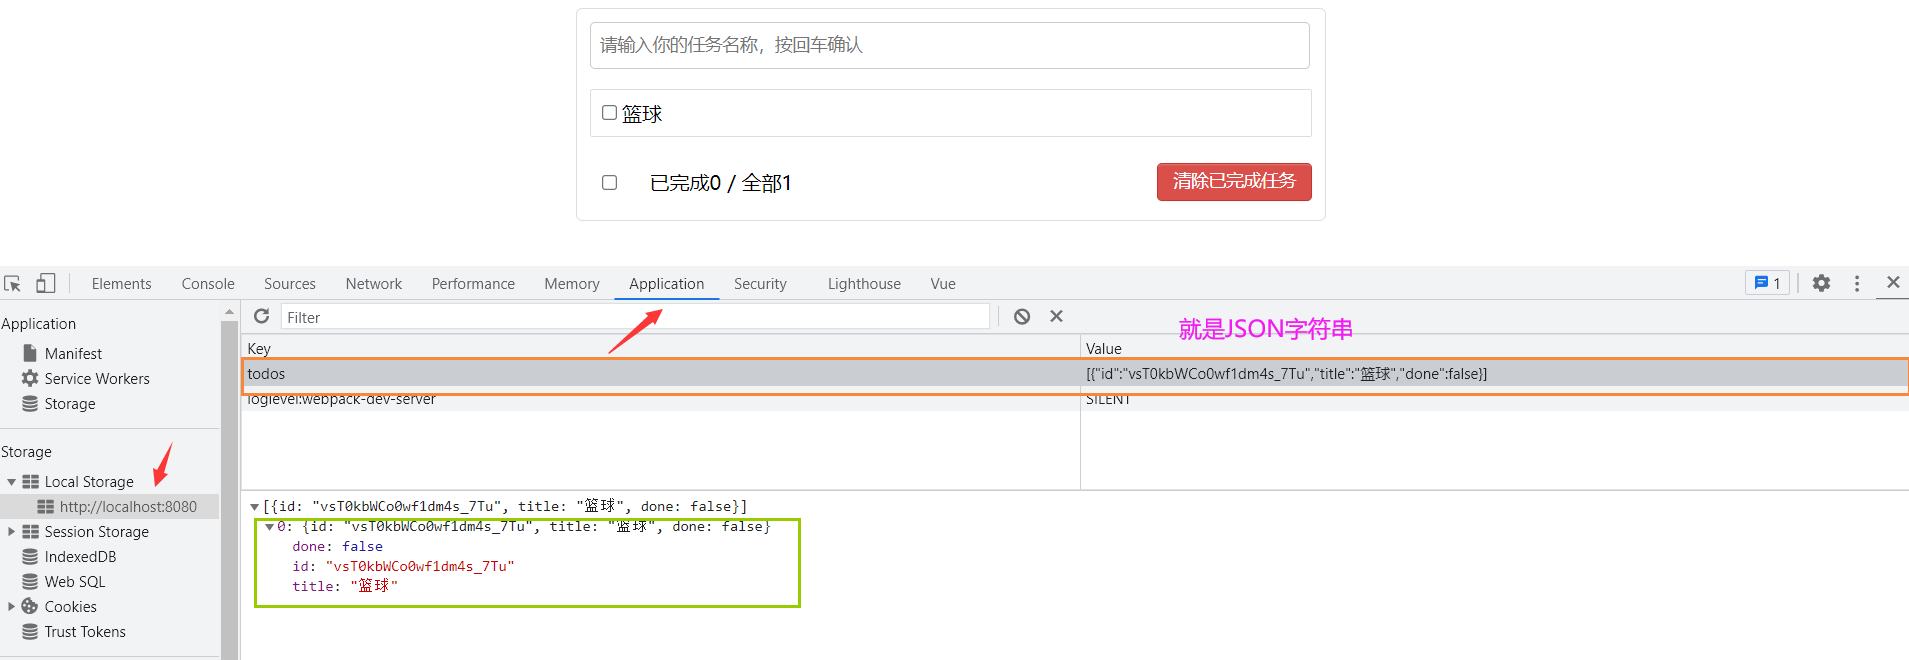 请输入你的任务名称，按回车确认
篮球
已完成0 / 全部1
清除已完成任务
Elements Console Sources Network Performance Memory Application Security Lighthouse Vue 1
Application
Manifest
Service Workers
Storage
Storage
Local Storage
http://localhost:8080
Session Storage
IndexedDB
Web SQL
Cookies
Trust Tokens
Filter
就是JSON字符串
Key Value
todos [{"id":"vsT0kbWCo0wf1dm4s_7Tu","title":"篮球","done":false}]
loglevel:webpack-dev-server SILENT
[{id: "vsT0kbWCo0wf1dm4s_7Tu", title: "篮球", done: false}]
0: {id: "vsT0kbWCo0wf1dm4s_7Tu", title: "篮球", done: false}
done: false
id: "vsT0kbWCo0wf1dm4s_7Tu"
title: "篮球"